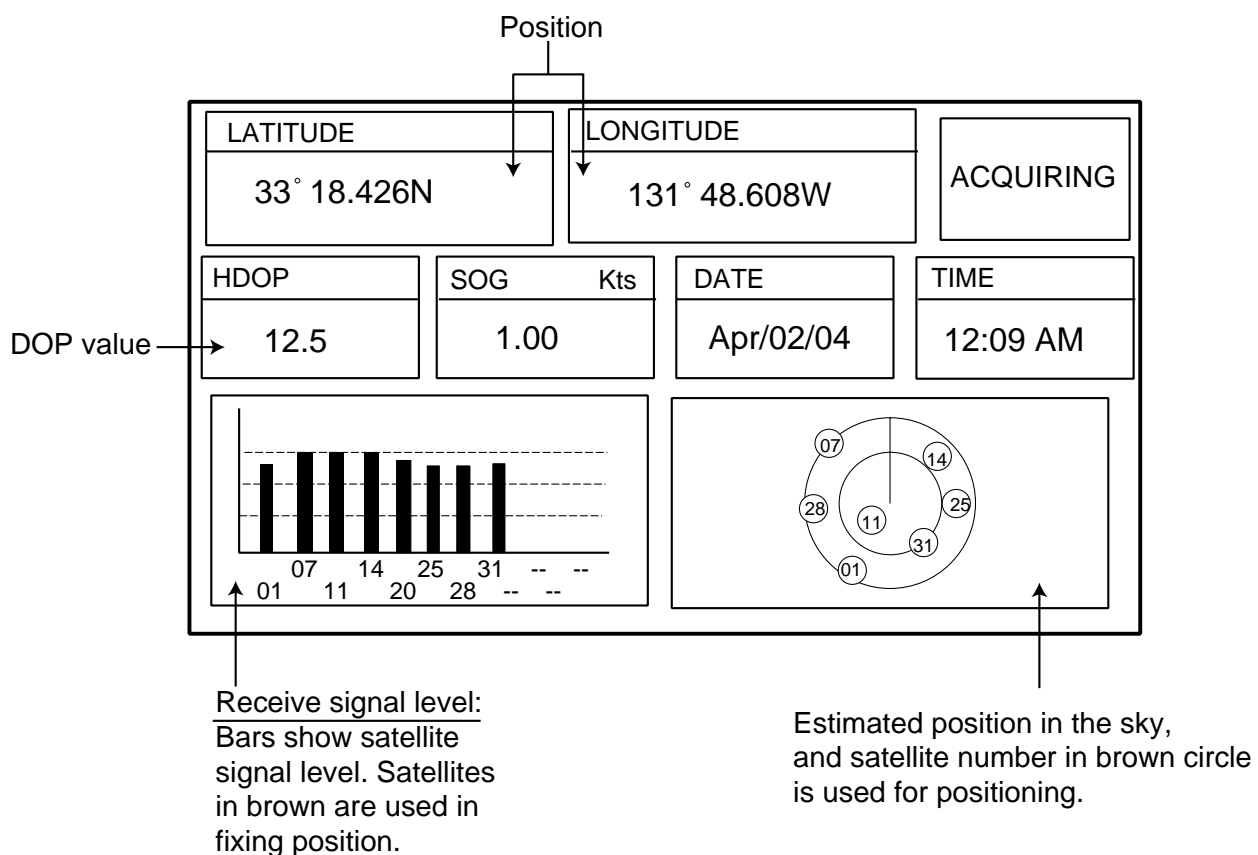 Position
LATITUDE
33° 18.426N
LONGITUDE
131° 48.608W
ACQUIRING
HDOP
12.5
SOG Kts
1.00
DATE
Apr/02/04
TIME
12:09 AM
DOP value
07 14 25 31 -- --
01 11 20 28 -- --
07
14
28
25
11
31
01
Receive signal level:
Bars show satellite
signal level. Satellites
in brown are used in
fixing position.
Estimated position in the sky,
and satellite number in brown circle
is used for positioning.